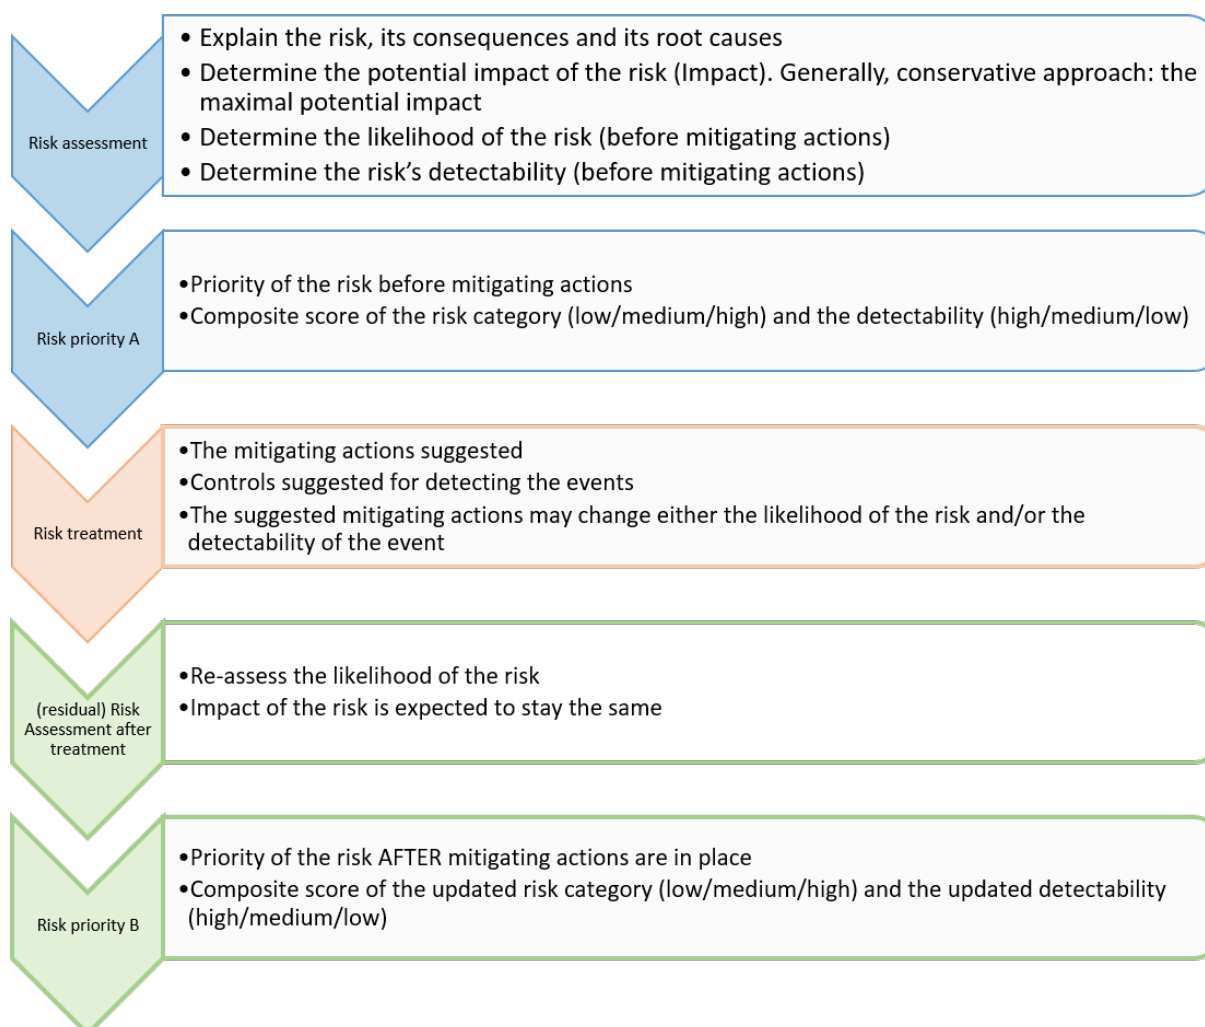 Risk assessment
• Explain the risk, its consequences and its root causes
• Determine the potential impact of the risk (Impact). Generally, conservative approach: the
maximal potential impact
• Determine the likelihood of the risk (before mitigating actions)
• Determine the risk’s detectability (before mitigating actions)
Risk priority A
•Priority of the risk before mitigating actions
•Composite score of the risk category (low/medium/high) and the detectability (high/medium/low)
Risk treatment
•The mitigating actions suggested
•Controls suggested for detecting the events
•The suggested mitigating actions may change either the likelihood of the risk and/or the
detectability of the event
(residual) Risk
Assessment after
treatment
•Re-assess the likelihood of the risk
•Impact of the risk is expected to stay the same
Risk priority B
•Priority of the risk AFTER mitigating actions are in place
•Composite score of the updated risk category (low/medium/high) and the updated detectability
(high/medium/low)